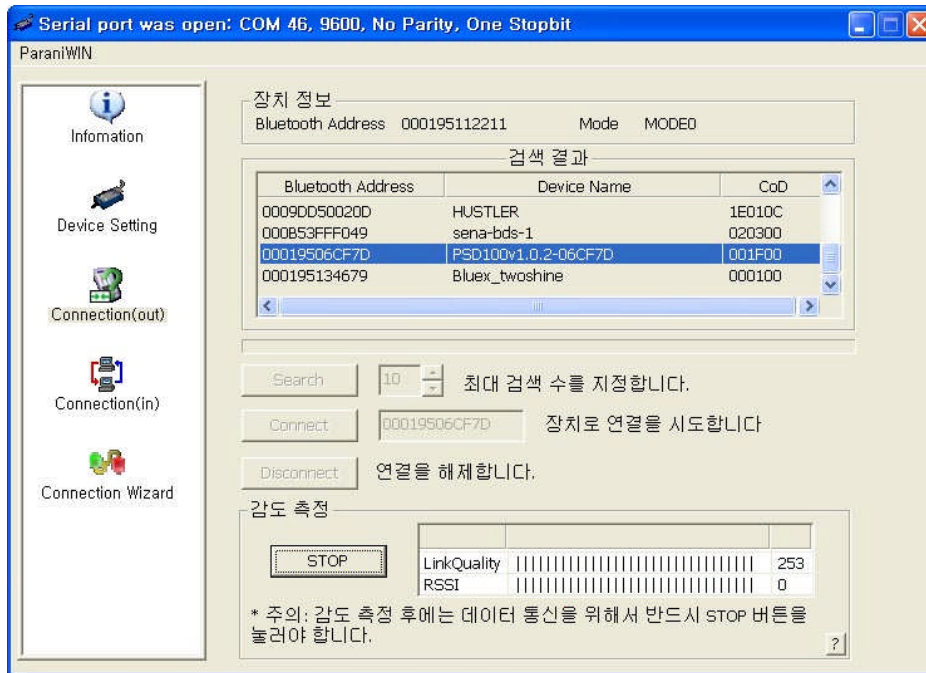 Serial port was open: COM 46, 9600, No Parity, One Stopbit
ParaniWIN
Infomation
Device Setting
Connection(out)
Connection(in)
Connection Wizard
장치 정보
Bluetooth Address 000195112211 Mode MODE0
검색 결과
Bluetooth Address Device Name CoD
0009DD50020D HUSTLER 1E010C
000B53FFF049 sena-bds-1 020300
00019506CF7D PSD100v1.0.2-06CF7D 001F00
000195134679 Bluex_twoshine 000100
Search 10 최대 검색 수를 지정합니다.
Connect 00019506CF7D 장치로 연결을 시도합니다
Disconnect 연결을 해제합니다.
감도 측정
STOP
LinkQuality ||||||||||||||||||||||||||||||| 253
RSSI ||||||||||||||||||||||||||||||| 0
* 주의: 감도 측정 후에는 데이터 통신을 위해서 반드시 STOP 버튼을
눌러야 합니다.
?